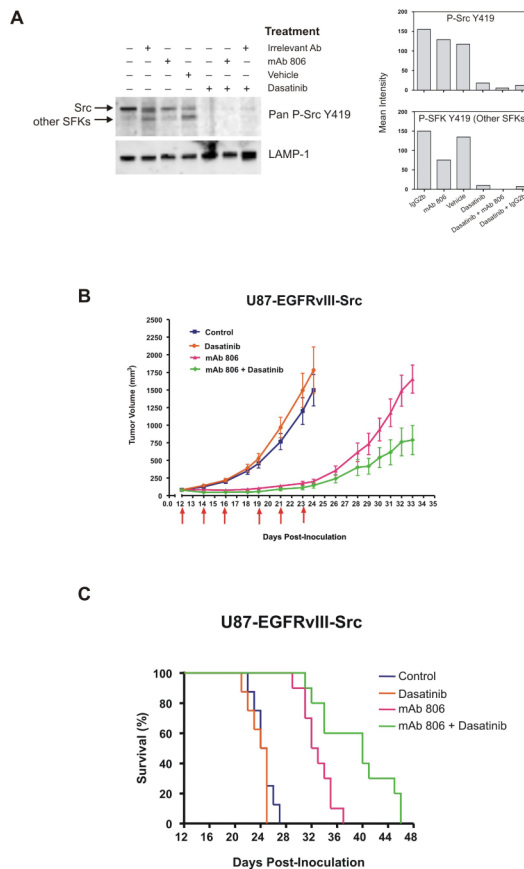 A
Treatment
– + – – – – + Irrelevant Ab
– – + – – + – mAb 806
– – – + – – – Vehicle
– – – – + + + Dasatinib
Src
other SFKs
Pan P-Src Y419
LAMP-1
Mean Intensity
P-Src Y419
200
150
100
50
0
P-SFK Y419 (Other SFKs)
200
150
100
50
0
IgG2b
mAb 806
Vehicle
Dasatinib
Dasatinib + mAb 806
Dasatinib + IgG2b
B
U87-EGFRvIII-Src
Tumor Volume (mm3)
2500
2250
2000
1750
1500
1250
1000
750
500
250
0
Control
Dasatinib
mAb 806
mAb 806 + Dasatinib
0.0 12 13 14 15 16 17 18 19 20 21 22 23 24 25 26 27 28 29 30 31 32 33 34 35
Days Post-Inoculation
C
U87-EGFRvIII-Src
Survival (%)
100
80
60
40
20
0
Control
Dasatinib
mAb 806
mAb 806 + Dasatinib
12 16 20 24 28 32 36 40 44 48
Days Post-Inoculation